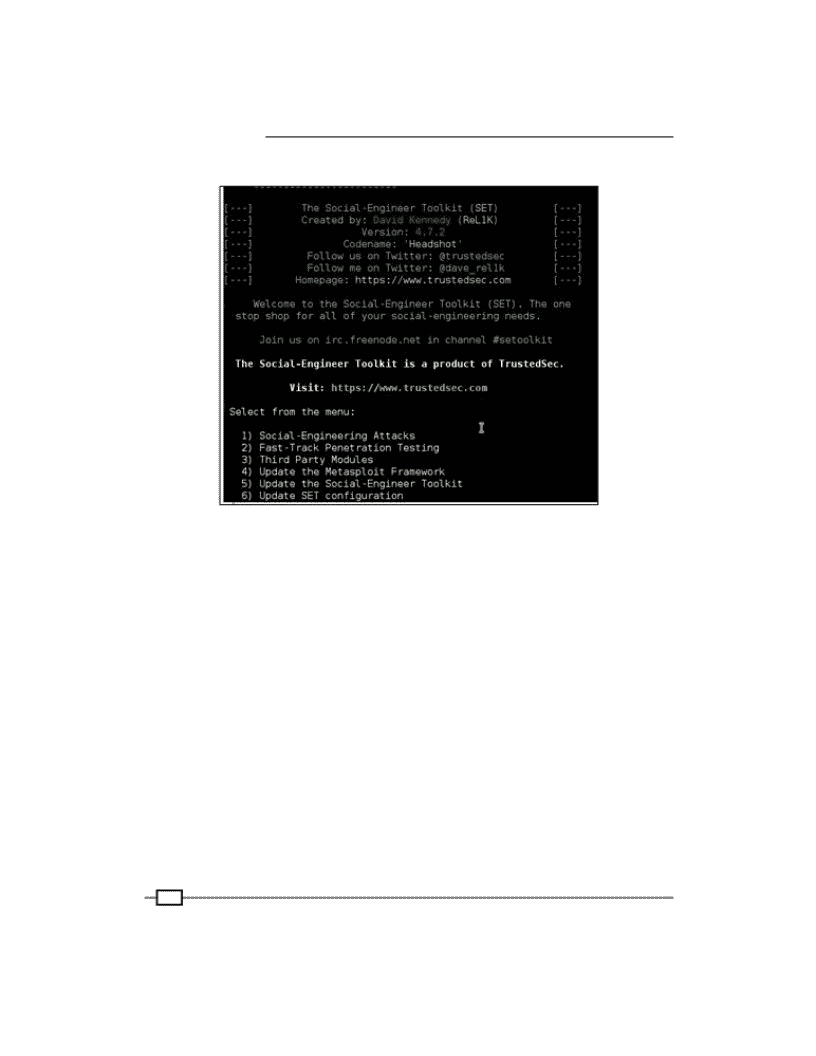 [---] The Social-Engineer Toolkit (SET) [---]
[---] Created by: David Kennedy (ReL1K) [---]
[---] Version: 4.7.2 [---]
[---] Codename: 'Headshot' [---]
[---] Follow us on Twitter: @trustedsec [---]
[---] Follow me on Twitter: @dave_rel1k [---]
[---] Homepage: https://www.trustedsec.com [---]
Welcome to the Social-Engineer Toolkit (SET). The one
stop shop for all of your social-engineering needs.
Join us on irc.freenode.net in channel #setoolkit
The Social-Engineer Toolkit is a product of TrustedSec.
Visit: https://www.trustedsec.com
Select from the menu:
1) Social-Engineering Attacks
2) Fast-Track Penetration Testing
3) Third Party Modules
4) Update the Metasploit Framework
5) Update the Social-Engineer Toolkit
6) Update SET configuration